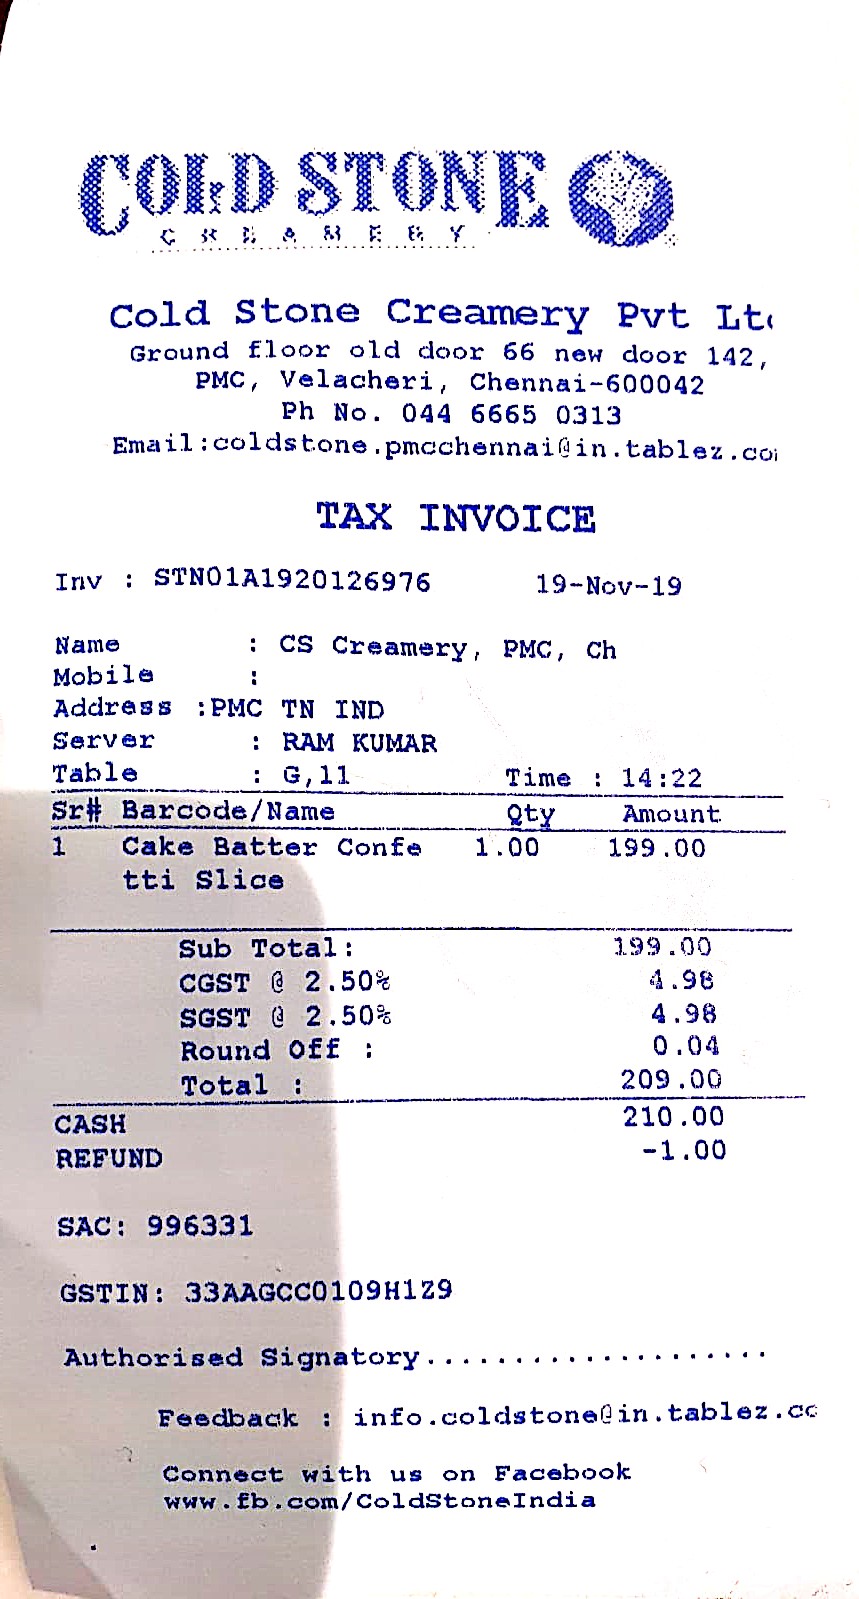 COLD STONE
CREAMERY
Cold Stone Creamery Pvt Lt
Ground floor old door 66 new door 142,
PMC, Velacheri, Chennai-600042
Ph No. 044 6665 0313
Email:coldstone.pmcchennai@in.tablez.co
TAX INVOICE
Inv : STN01A1920126976 19-Nov-19
Name : CS Creamery, PMC, Ch
Mobile :
Address :PMC TN IND
Server : RAM KUMAR
Table : G,11 Time : 14:22
Sr# Barcode/Name Qty Amount
1 Cake Batter Confe 1.00 199.00
tti Slice
Sub Total: 199.00
CGST @ 2.50% 4.98
SGST @ 2.50% 4.98
Round Off : 0.04
Total : 209.00
CASH 210.00
REFUND -1.00
SAC: 996331
GSTIN: 33AAGCC0109H1Z9
Authorised Signatory....................
Feedback : info.coldstone@in.tablez.co
Connect with us on Facebook
www.fb.com/ColdStoneIndia